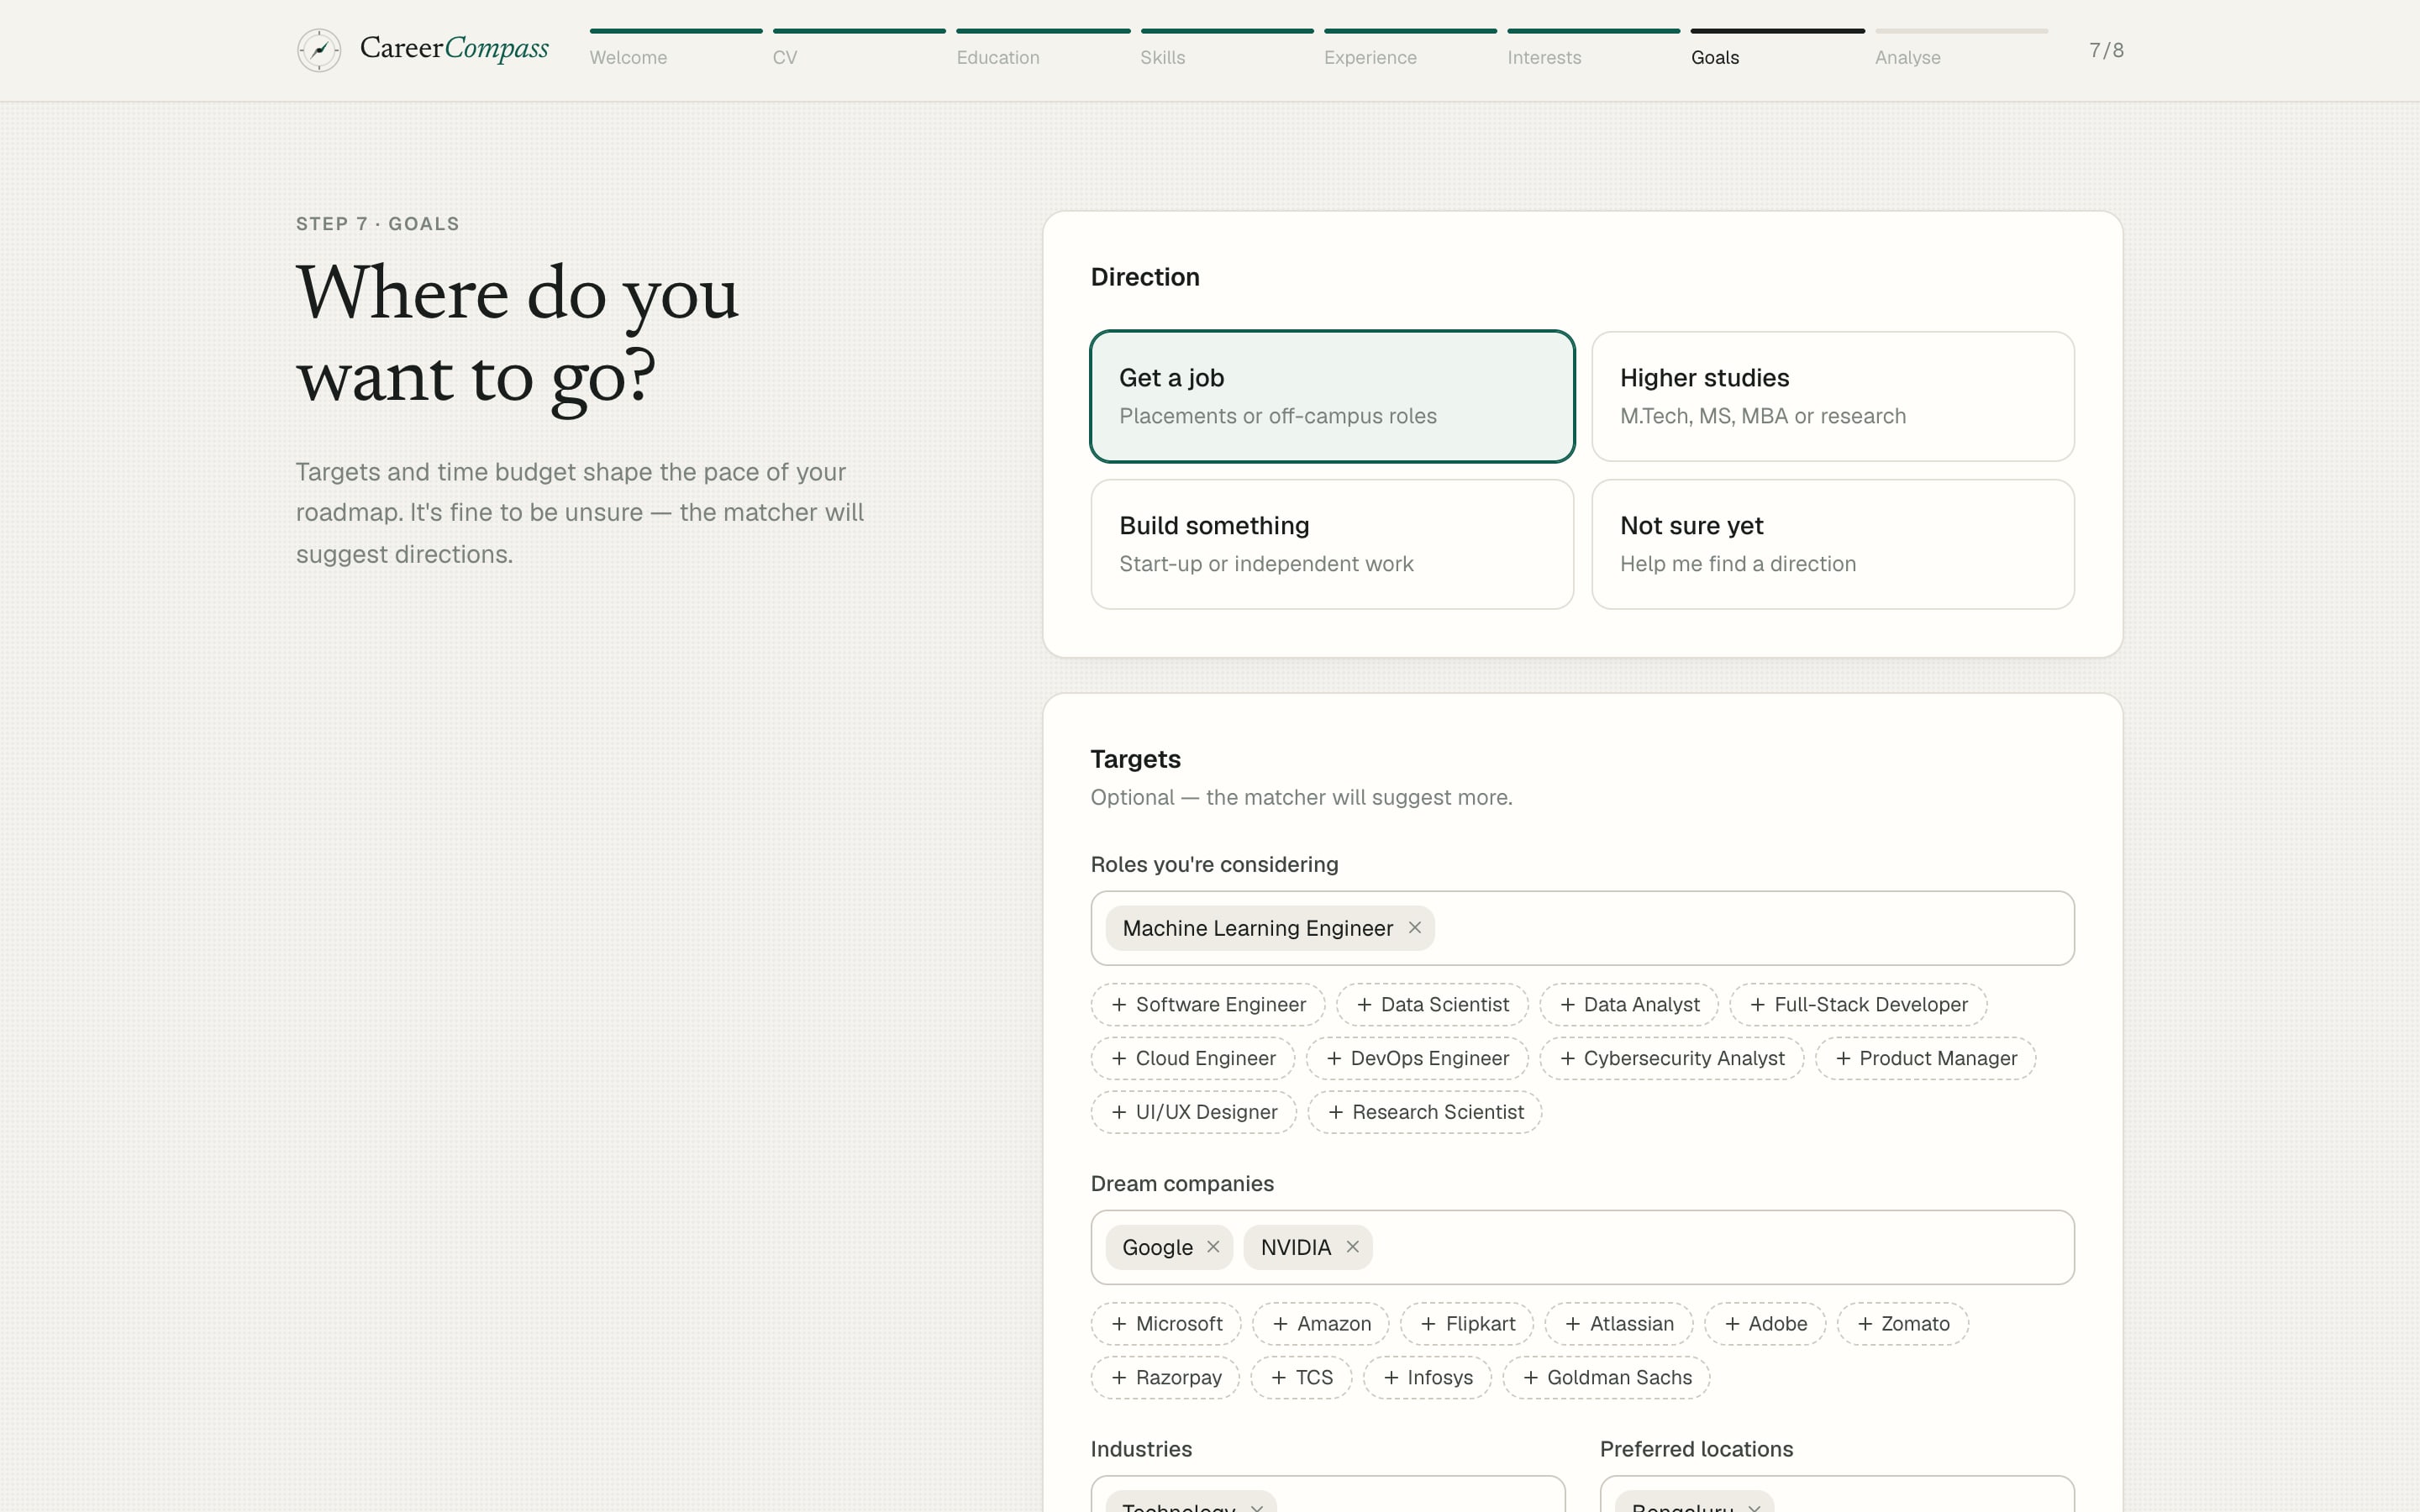 CareerCompass
Welcome
CV
Education
Skills
Experience
Interests
Goals
Analyse
7/8
STEP 7 · GOALS
Where do you
want to go?
Targets and time budget shape the pace of your
roadmap. It's fine to be unsure — the matcher will
suggest directions.
Direction
Get a job
Placements or off-campus roles
Higher studies
M.Tech, MS, MBA or research
Build something
Start-up or independent work
Not sure yet
Help me find a direction
Targets
Optional — the matcher will suggest more.
Roles you're considering
Machine Learning Engineer ×
+ Software Engineer + Data Scientist + Data Analyst + Full-Stack Developer
+ Cloud Engineer + DevOps Engineer + Cybersecurity Analyst + Product Manager
+ UI/UX Designer + Research Scientist
Dream companies
Google × NVIDIA ×
+ Microsoft + Amazon + Flipkart + Atlassian + Adobe + Zomato
+ Razorpay + TCS + Infosys + Goldman Sachs
Industries
Technology ×
Preferred locations
Bengaluru ×